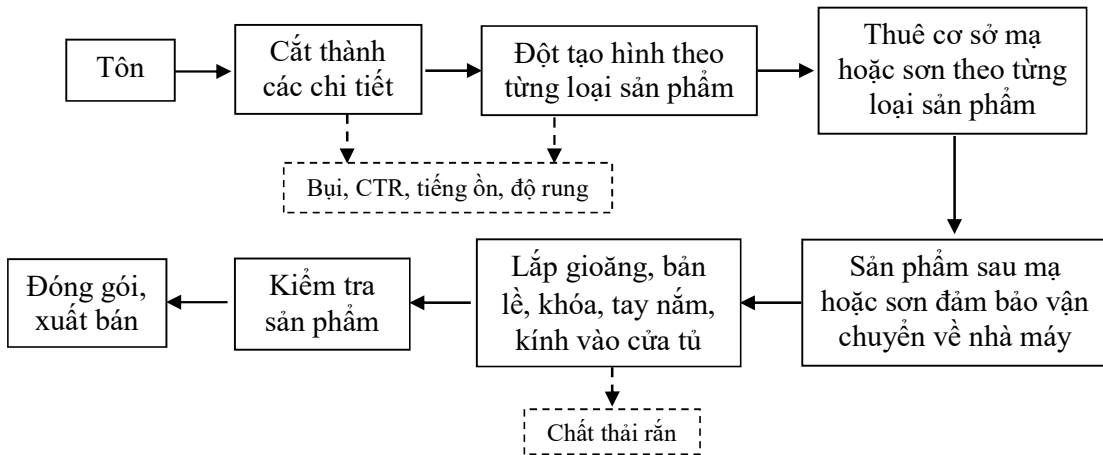 Tôn
Cắt thành
các chi tiết
Đột tạo hình theo
từng loại sản phẩm
Thuê cơ sở mạ
hoặc sơn theo từng
loại sản phẩm
Bụi, CTR, tiếng ồn, độ rung
Sản phẩm sau mạ
hoặc sơn đảm bảo vận
chuyển về nhà máy
Lắp gioăng, bản
lề, khóa, tay nắm,
kính vào cửa tủ
Kiểm tra
sản phẩm
Đóng gói,
xuất bán
Chất thải rắn